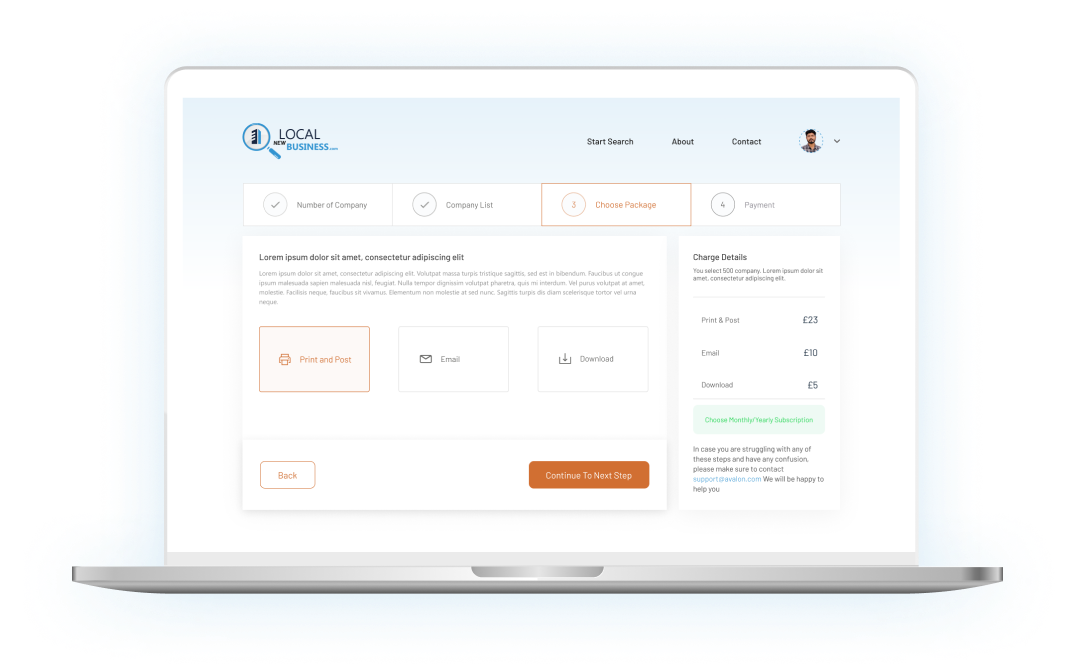 LOCAL
NEW BUSINESS.com
Start Search
About
Contact
Number of Company
Company List
3 Choose Package
4 Payment
Lorem ipsum dolor sit amet, consectetur adipiscing elit
Lorem ipsum dolor sit amet, consectetur adipiscing elit. Volutpat massa turpis tristique sagittis, sed est in bibendum. Faucibus ut congue
ipsum malesuada sapien malesuada nisl, feugiat. Nulla tempor dignissim volutpat pharetra, quis mi interdum. Vel purus volutpat at amet,
molestie. Facilisis neque, faucibus sit vivamus. Elementum non molestie at sed nunc. Sagittis turpis dis diam scelerisque tortor vel urna
neque.
Print and Post
Email
Download
Back
Continue To Next Step
Charge Details
You select 500 company. Lorem ipsum dolor sit
amet, consectetur adipiscing elit.
Print & Post £23
Email £10
Download £5
Choose Monthly/Yearly Subscription
In case you are struggling with any of
these steps and have any confusion,
please make sure to contact
support@avalon.com We will be happy to
help you